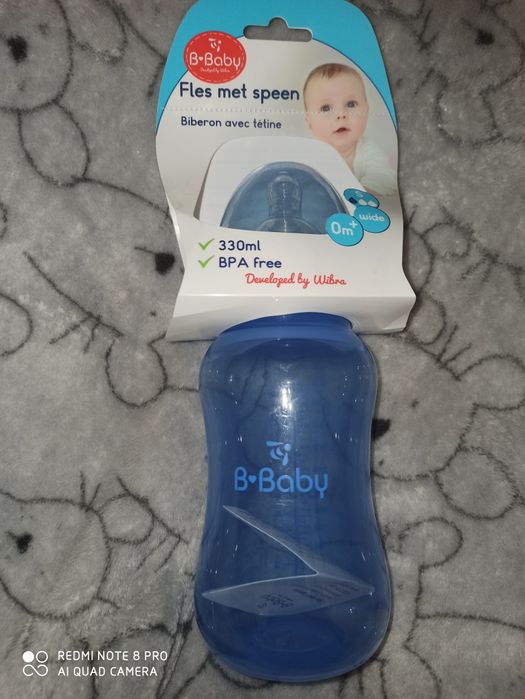 B♥Baby
Developed by Wibra
Fles met speen
Biberon avec tétine
S
wide
0m+
✓ 330ml
✓ BPA free
Developed by Wibra
B♥Baby
B♥Baby
REDMI NOTE 8 PRO
AI QUAD CAMERA